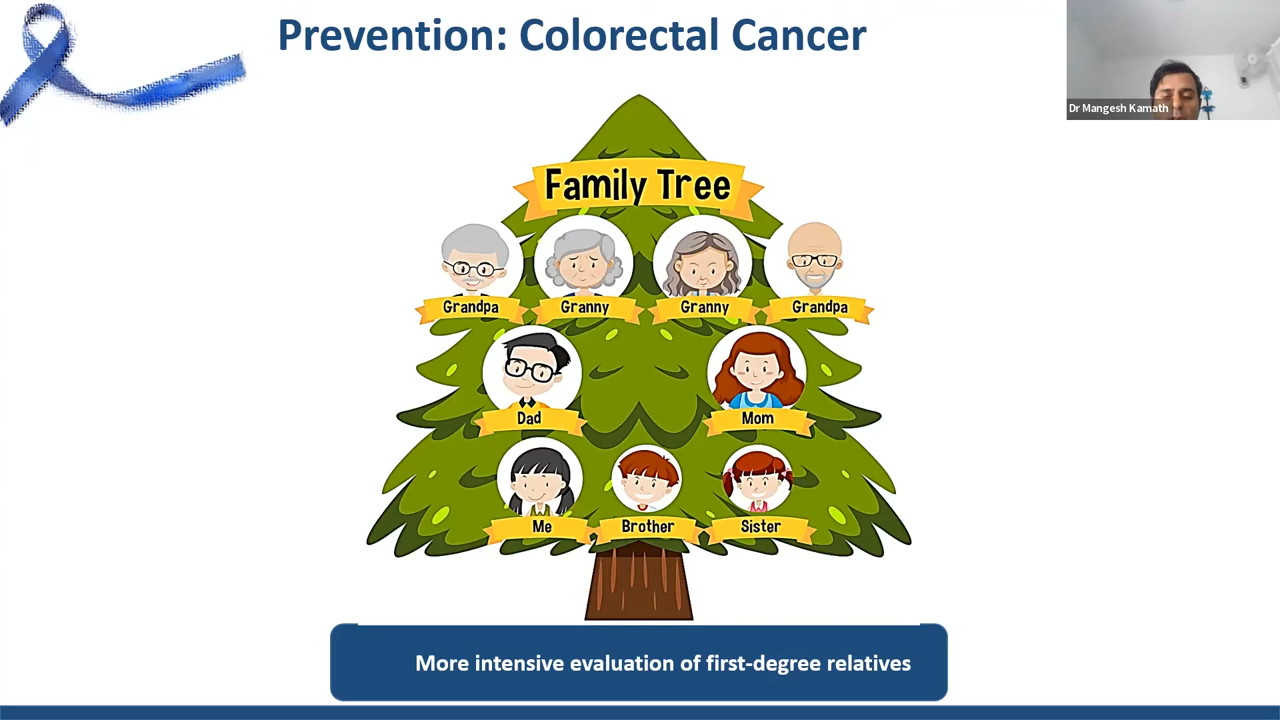 Prevention: Colorectal Cancer
Dr Mangesh Kamath
Family Tree
Grandpa
Granny
Granny
Grandpa
Dad
Mom
Me
Brother
Sister
More intensive evaluation of first-degree relatives